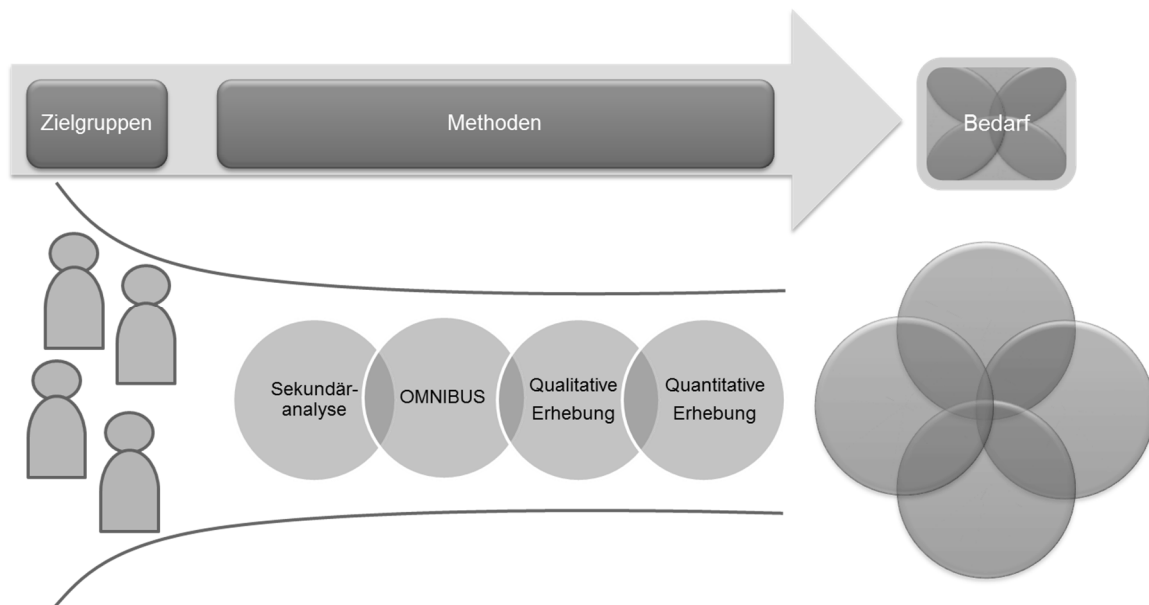 Zielgruppen
Methoden
Bedarf
Sekundär-
analyse
OMNIBUS
Qualitative
Erhebung
Quantitative
Erhebung